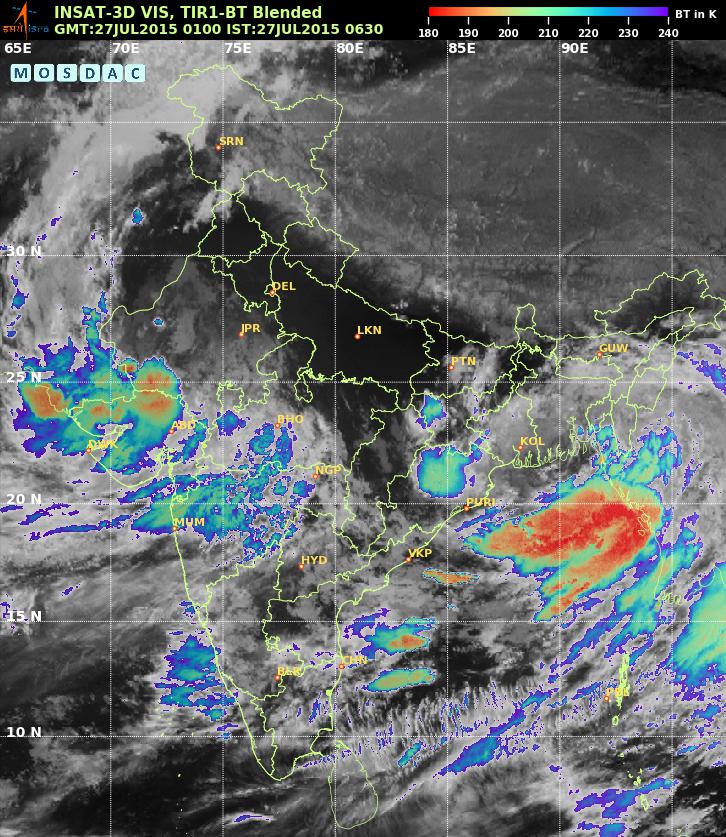 INSAT-3D VIS, TIR1-BT Blended
GMT:27JUL2015 0100 IST:27JUL2015 0630
BT in K
180 190 200 210 220 230 240
65E 70E 75E 80E 85E 90E
MOSDAC
SRN
30 N
DEL
JPR
LKN
GUW
PTN
25 N
ABD
BHO
DWK
KOL
NGP
20 N
PURI
MUM
VKP
HYD
15 N
CHN
10 N